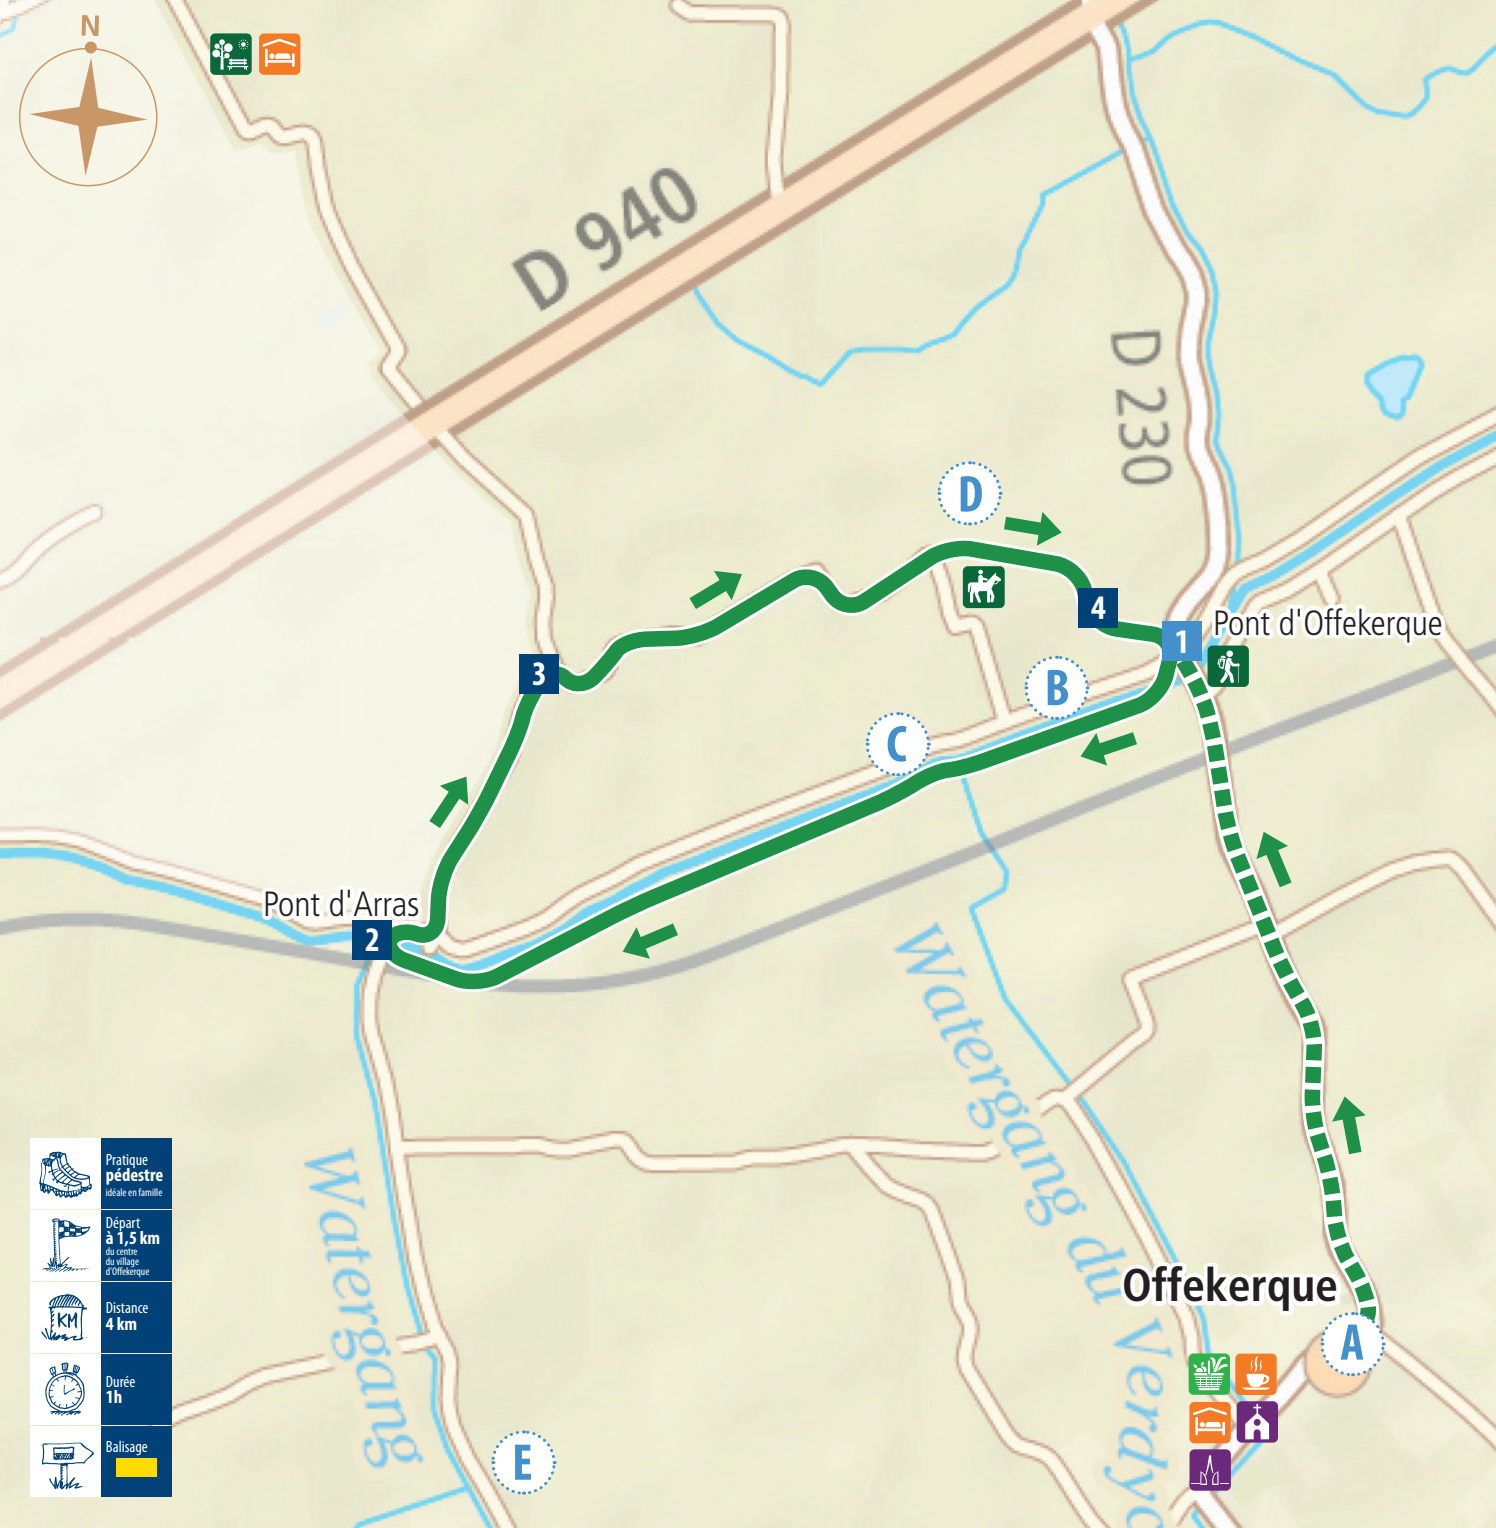 N
D 940
D 230
D
4
1
Pont d'Offekerque
3
B
C
Pont d'Arras
2
Watergang du Verdyc
Watergang
Offekerque
A
E
Pratique
pédestre
idéale en famille
Départ
à 1,5 km
du centre
du village
d'Offekerque
KM
Distance
4 km
Durée
1h
Balisage